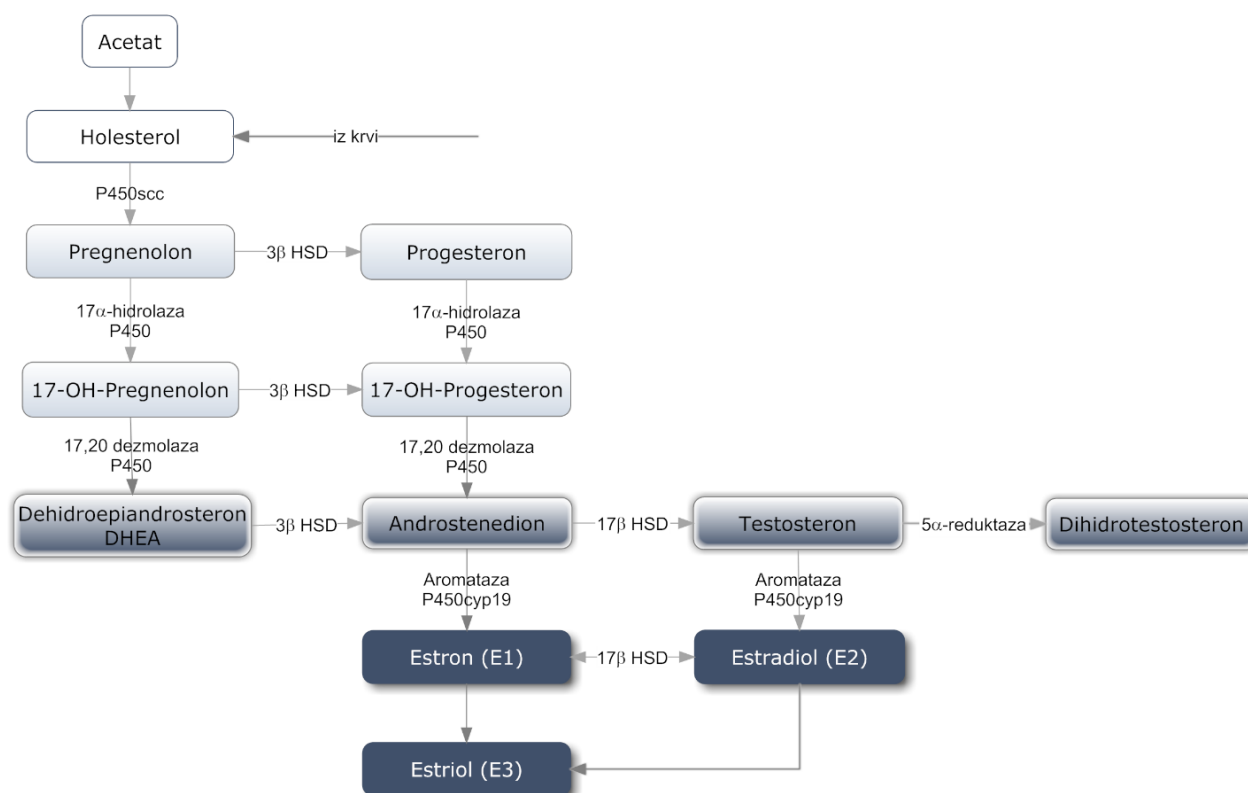 Acetat
Holesterol
iz krvi
P450scc
Pregnenolon
3β HSD
Progesteron
17α-hidrolaza
P450
17α-hidrolaza
P450
17-OH-Pregnenolon
3β HSD
17-OH-Progesteron
17,20 dezmolaza
P450
17,20 dezmolaza
P450
Dehidroepiandrosteron
DHEA
3β HSD
Androstenedion
17β HSD
Testosteron
5α-reduktaza
Dihidrotestosteron
Aromataza
P450cyp19
Aromataza
P450cyp19
Estron (E1)
17β HSD
Estradiol (E2)
Estriol (E3)